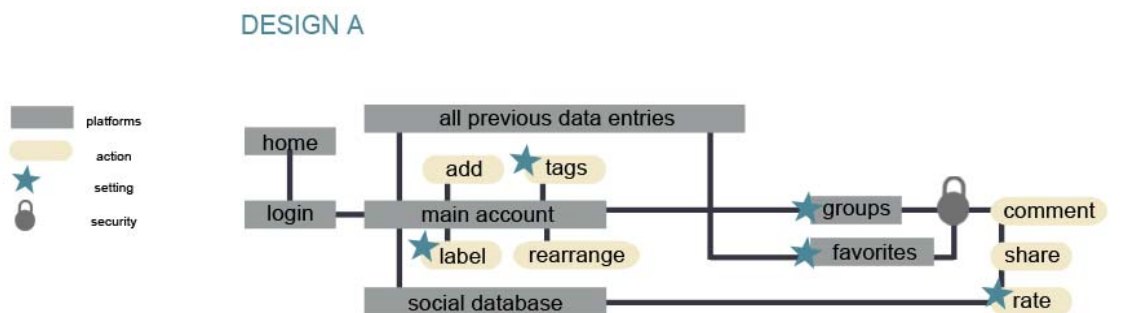 DESIGN A
platforms
action
setting
security
all previous data entries
home
add
tags
login
main account
groups
comment
label
rearrange
favorites
share
social database
rate